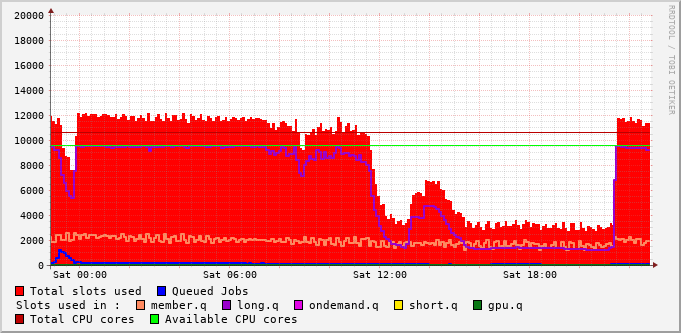 20000
18000
16000
14000
12000
10000
8000
6000
4000
2000
0
Sat 00:00 Sat 06:00 Sat 12:00 Sat 18:00
RRDTOOL / TOBI OETIKER
Total slots used Queued Jobs
Slots used in : member.q long.q ondemand.q short.q gpu.q
Total CPU cores Available CPU cores